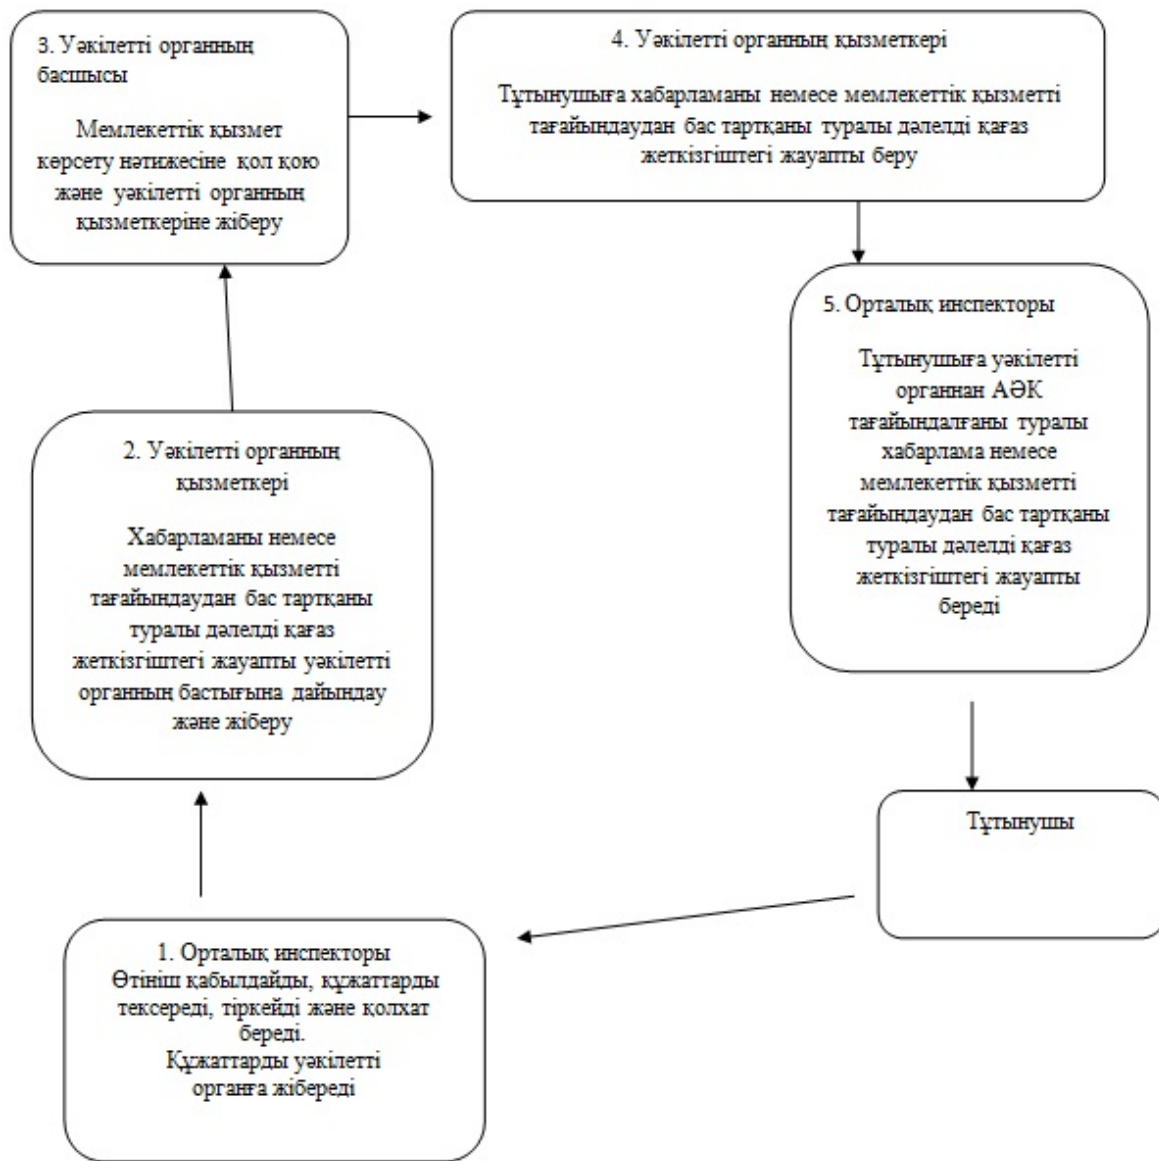 3. Уәкілетті органның
басшысы
Мемлекеттік қызмет
көрсету нәтижесіне қол қою
және уәкілетті органның
қызметкеріне жіберу
4. Уәкілетті органның қызметкері
Тұтынушыға хабарламаны немесе мемлекеттік қызметті
тағайындаудан бас тартқаны туралы дәлелді қағаз
жеткізгіштегі жауапты беру
5. Орталық инспекторы
Тұтынушыға уәкілетті
органнан АӘК
тағайындалғаны туралы
хабарлама немесе
мемлекеттік қызметті
тағайындаудан бас тартқаны
туралы дәлелді қағаз
жеткізгіштегі жауапты
береді
2. Уәкілетті органның
қызметкері
Хабарламаны немесе
мемлекеттік қызметті
тағайындаудан бас тартқаны
туралы дәлелді қағаз
жеткізгіштегі жауапты уәкілетті
органның бастығына дайындау
және жіберу
Тұтынушы
1. Орталық инспекторы
Өтініш қабылдайды, құжаттарды
тексереді, тіркейді және қолхат
береді.
Құжаттарды уәкілетті
органға жібереді